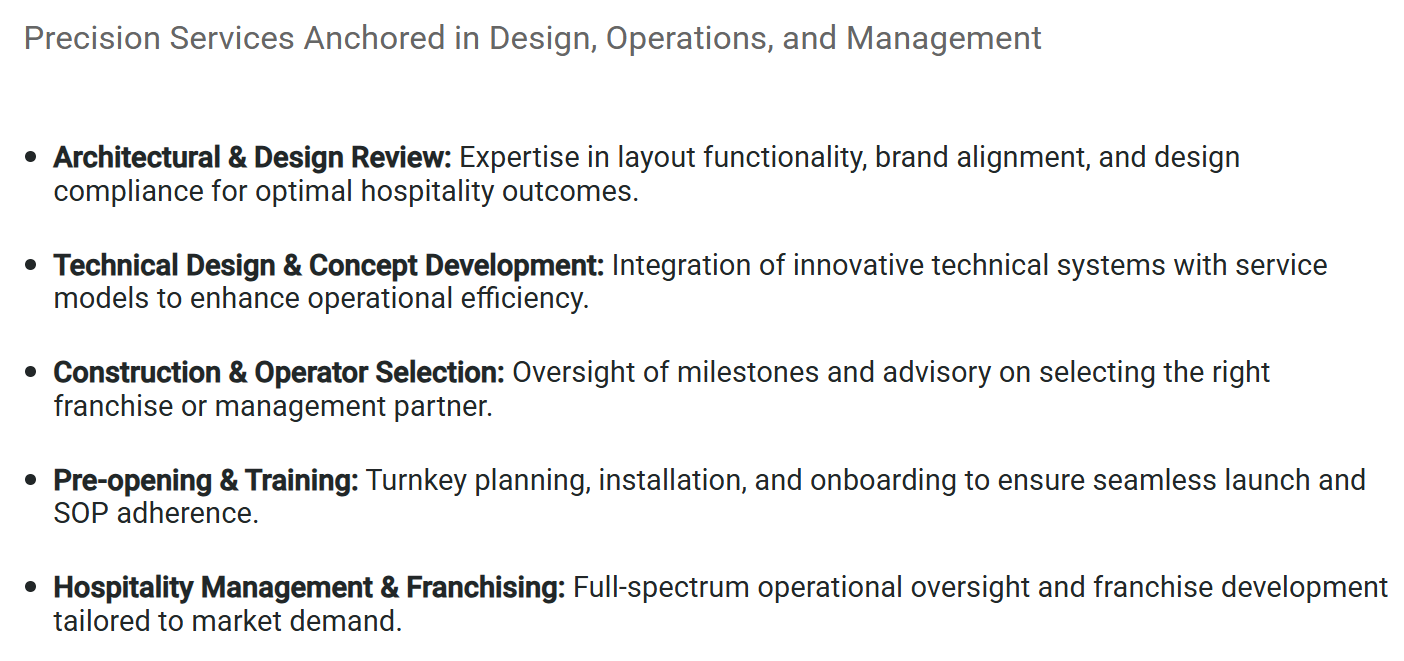 Precision Services Anchored in Design, Operations, and Management
• Architectural & Design Review: Expertise in layout functionality, brand alignment, and design
compliance for optimal hospitality outcomes.
• Technical Design & Concept Development: Integration of innovative technical systems with service
models to enhance operational efficiency.
• Construction & Operator Selection: Oversight of milestones and advisory on selecting the right
franchise or management partner.
• Pre-opening & Training: Turnkey planning, installation, and onboarding to ensure seamless launch and
SOP adherence.
• Hospitality Management & Franchising: Full-spectrum operational oversight and franchise development
tailored to market demand.